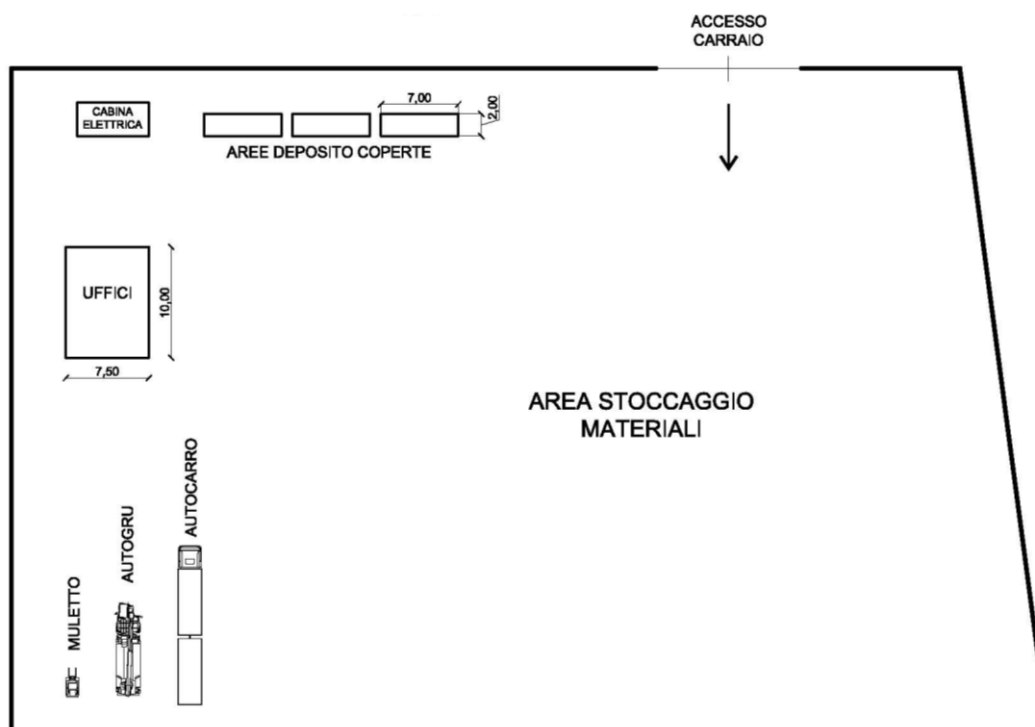 ACCESSO
CARRAIO
CABINA
ELETTRICA
7,00
2,00
AREE DEPOSITO COPERTE
UFFICI
10,00
7,50
AREA STOCCAGGIO
MATERIALI
AUTOCARRO
AUTOGRU
MULETTO